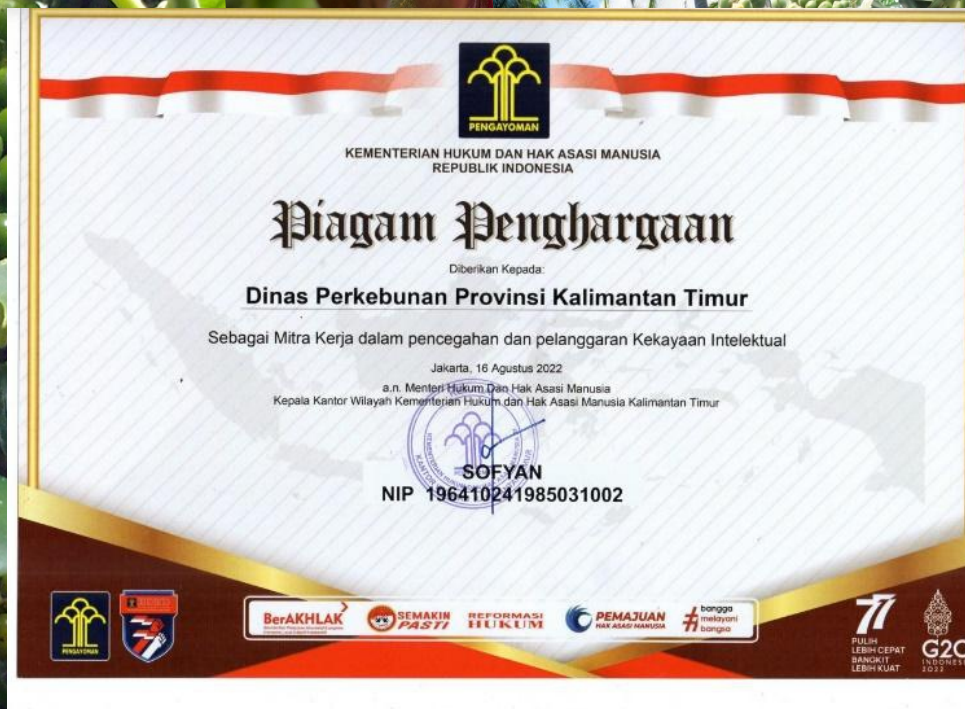 PENGAYOMAN
KEMENTERIAN HUKUM DAN HAK ASASI MANUSIA
REPUBLIK INDONESIA
Piagam Penghargaan
Diberikan Kepada:
Dinas Perkebunan Provinsi Kalimantan Timur
Sebagai Mitra Kerja dalam pencegahan dan pelanggaran Kekayaan Intelektual
Jakarta, 16 Agustus 2022
a.n. Menteri Hukum Dan Hak Asasi Manusia
Kepala Kantor Wilayah Kementerian Hukum dan Hak Asasi Manusia Kalimantan Timur
SOFYAN
NIP 196410241985031002
PENGAYOMAN
BerAKHLAK
SEMAKIN
PASTI
REFORMASI
HUKUM
PEMAJUAN
HAK ASASI MANUSIA
#bangga
melayani
bangsa
77
PULIH
LEBIH CEPAT
BANGKIT
LEBIH KUAT
G20
INDONESIA
2022